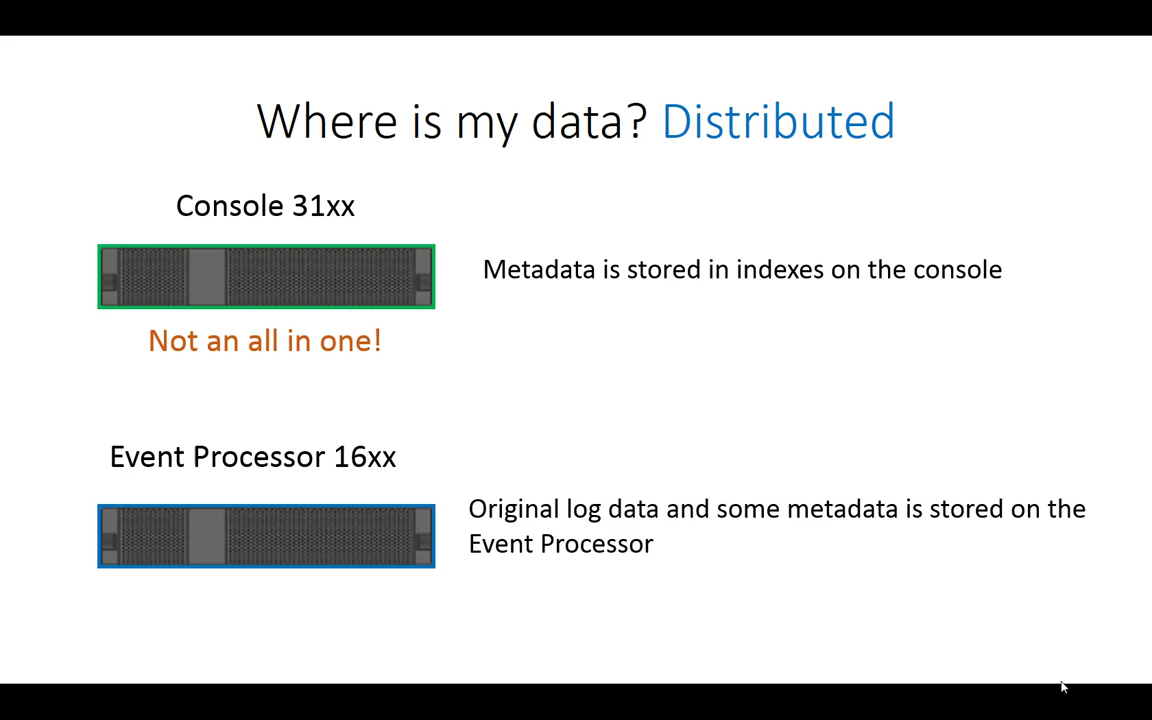 Where is my data? Distributed
Console 31xx
Metadata is stored in indexes on the console
Not an all in one!
Event Processor 16xx
Original log data and some metadata is stored on the
Event Processor